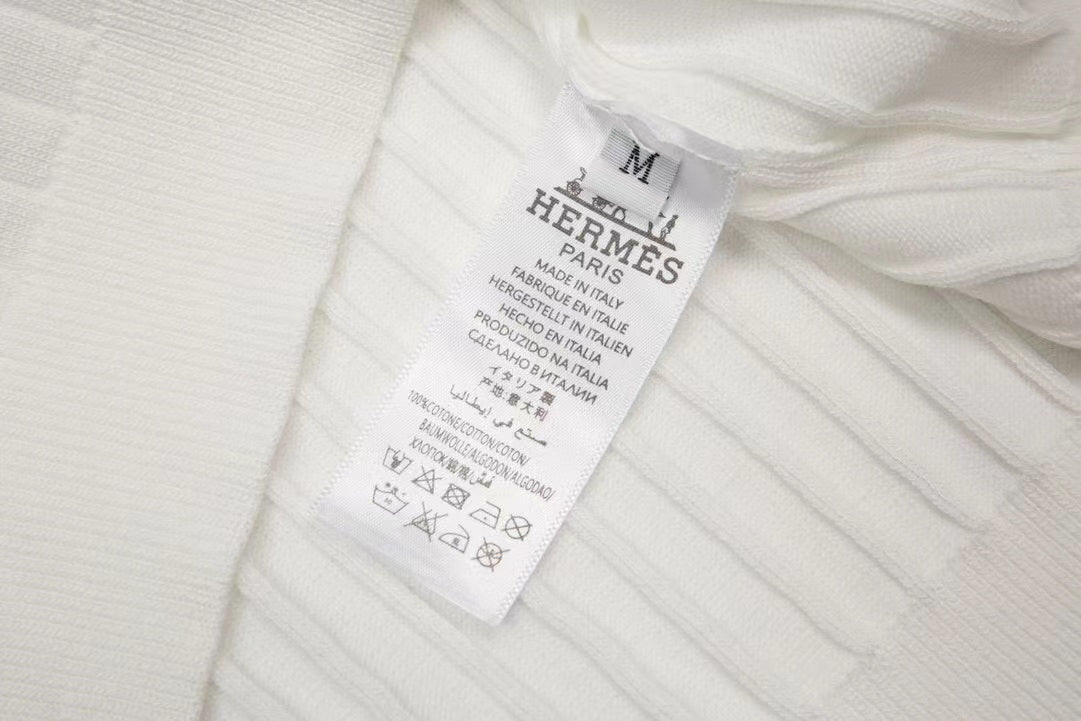 M
HERMÈS
PARIS
MADE IN ITALY
FABRIQUE EN ITALIE
HERGESTELLT IN ITALIEN
HECHO EN ITALIA
PRODUZIDO NA ITALIA
СДЕЛАНО В ИТАЛИИ
イタリア製
产地:意大利
صنع في إيطاليا
100%COTONE/COTTON/COTON/
BAUMWOLLE/ALGODON/ALGODAO/
ХЛОПОК/綿/棉/قطن